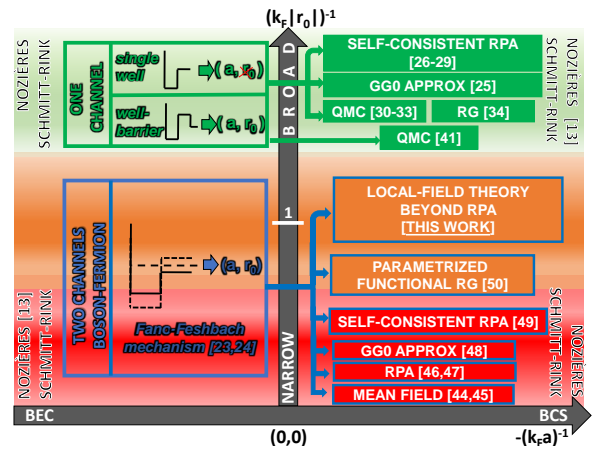 (k_F|r_0|)^-1
NOZIÈRES
SCHMITT-RINK
ONE
CHANNEL
single
well
(a, r_0)
well-
barrier
(a, r_0)
BROAD
SELF-CONSISTENT RPA
[26-29]
GG0 APPROX [25]
QMC [30-33]
RG [34]
QMC [41]
NOZIÈRES [13]
SCHMITT-RINK
1
TWO CHANNELS
BOSON-FERMION
(a, r_0)
Fano-Feshbach
mechanism [23,24]
LOCAL-FIELD THEORY
BEYOND RPA
[THIS WORK]
PARAMETRIZED
FUNCTIONAL RG [50]
SELF-CONSISTENT RPA [49]
GG0 APPROX [48]
RPA [46,47]
MEAN FIELD [44,45]
NOZIÈRES [13]
SCHMITT-RINK
NARROW
SCHMITT-RINK
NOZIÈRES
BEC
BCS
(0,0)
-(k_Fa)^-1